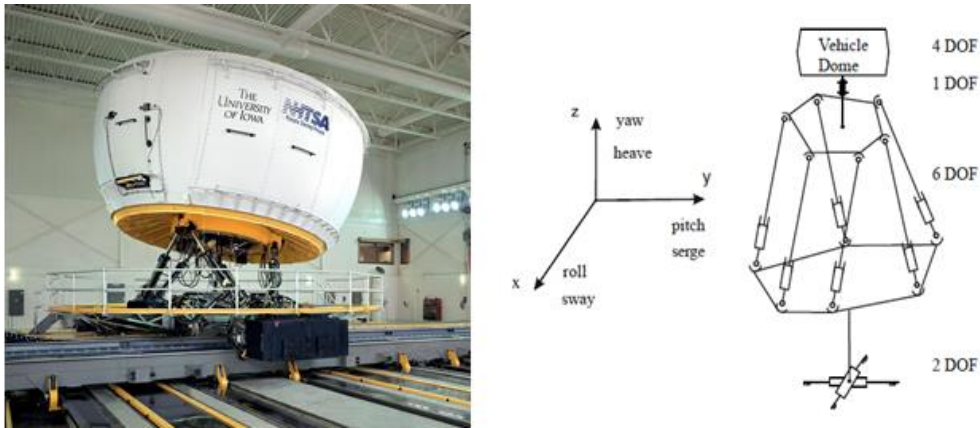 THE
UNIVERSITY
OF IOWA
NHTSA
Vehicle
Dome
4 DOF
1 DOF
6 DOF
2 DOF
z
yaw
heave
y
pitch
serge
x
roll
sway